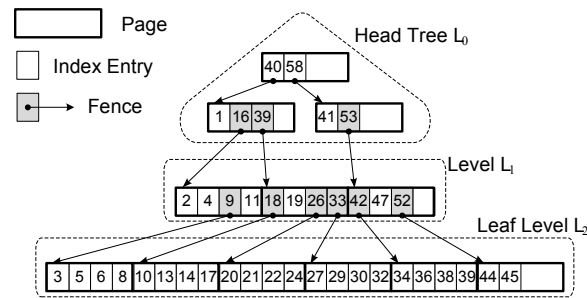 Page
Index Entry
Fence
Head Tree L0
40 58
1 16 39
41 53
Level L1
2 4 9 11 18 19 26 33 42 47 52
Leaf Level L2
3 5 6 8 10 13 14 17 20 21 22 24 27 29 30 32 34 36 38 39 44 45